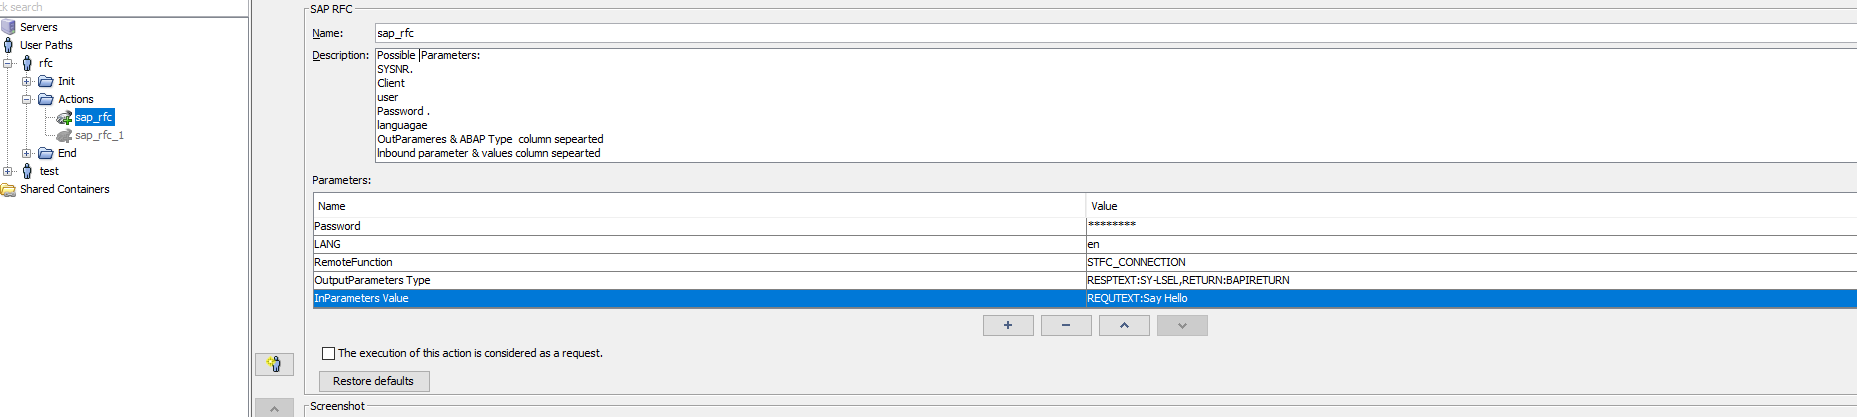 ck search
Servers
User Paths
rfc
Init
Actions
sap_rfc
sap_rfc_1
End
test
Shared Containers
SAP RFC
Name:
sap_rfc
Description:
Possible Parameters:
SYSNR.
Client
user
Password .
languagae
OutParameres & ABAP Type  column sepearted
Inbound parameter & values column sepearted
Parameters:
Name Value
Password ********
LANG en
RemoteFunction STFC_CONNECTION
OutputParameters Type RESPTEXT:SY-LSEL,RETURN:BAPIRETURN
InParameters Value REQUTEXT:Say Hello
The execution of this action is considered as a request.
Restore defaults
Screenshot